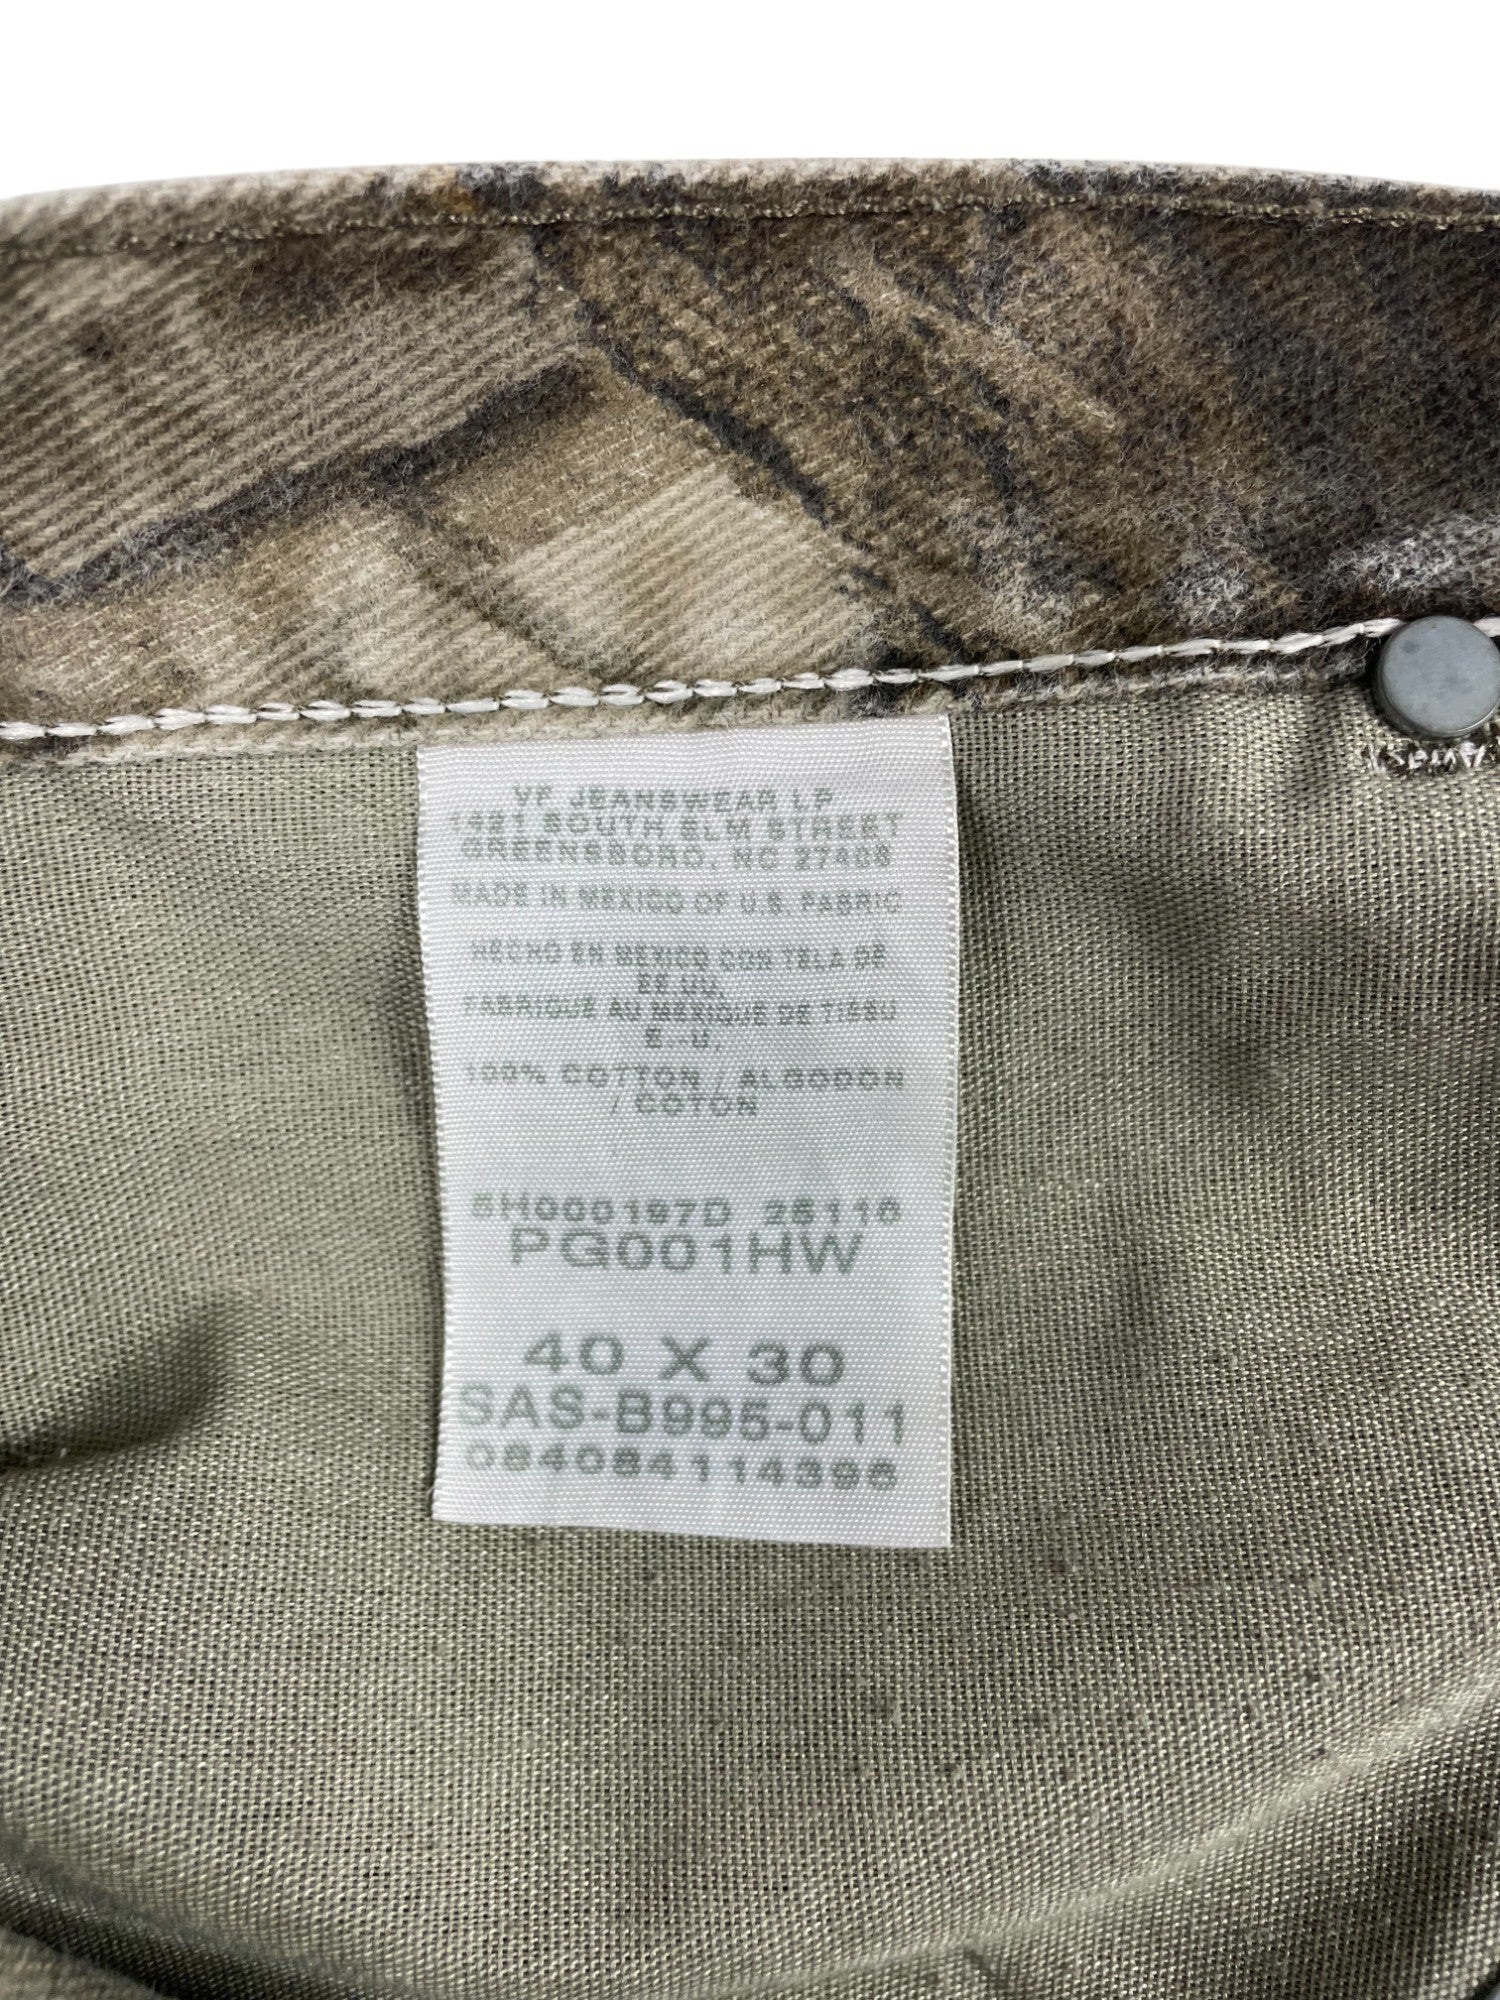 VF JEANSWEAR LP
1421 SOUTH ELM STREET
GREENSBORO, NC 27406
MADE IN MEXICO OF U.S. FABRIC
HECHO EN MEXICO CON TELA DE
EE.UU.
FABRIQUE AU MEXIQUE DE TISSU
E.-U.
100% COTTON / ALGODON
/ COTON
5H000197D 26110
PG001HW
40 X 30
SAS-B995-011
084084114396